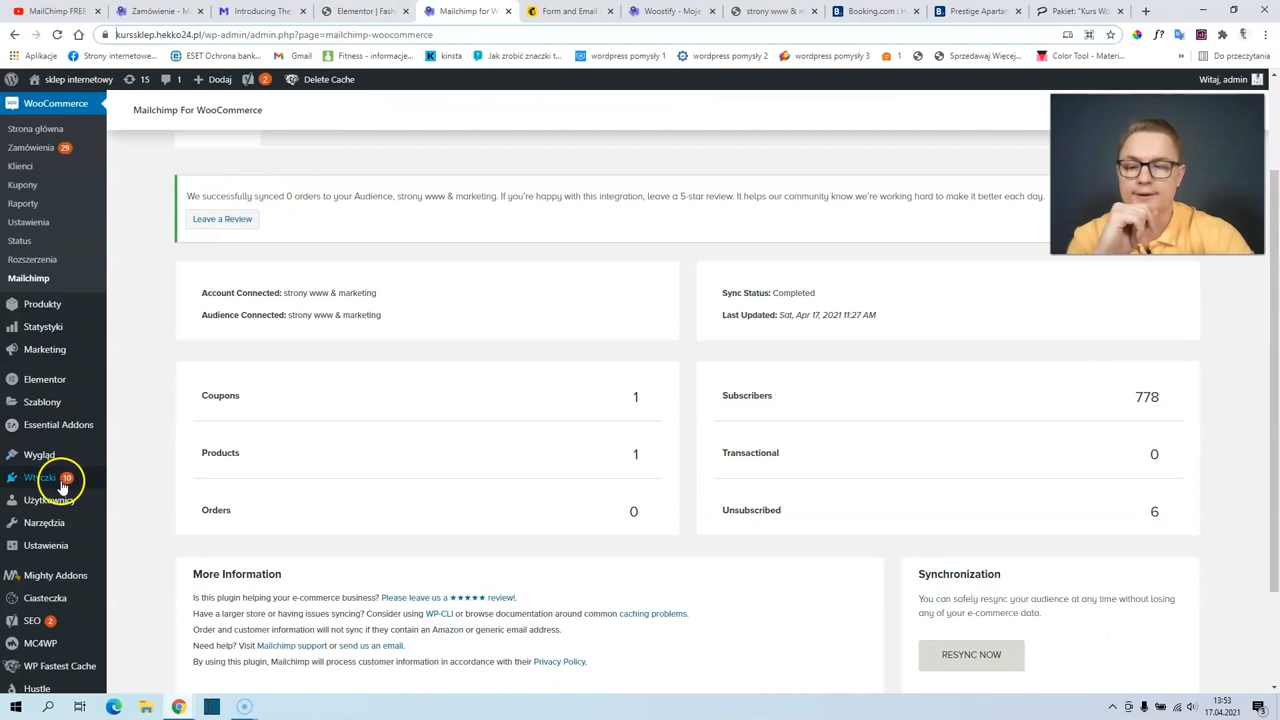 MailChimp FREE
Zamówienia
Introducing The
Elementor | Fash
Mailchimp for W
Form and Email
Woostify - Mo
strony www & m
Booking.com | H
Prestige Apartan
Pietuk: "Kurs Wo
kurssklep.hekko24.pl/wp-admin/admin.php?page=mailchimp-woocommerce
Aplikacje
Strony internetowe...
ESET Ochrona ban...
Gmail
Fitness - informacje...
kinsta
Jak zrobić znaczki t...
wordpress pomysły 1
wordpress pomysły 2
S
Sprzedawaj Więcej...
Color Tool - Materi...
Do przeczytania
sklep internetowy
15
1
Dodaj
2
Delete Cache
Witaj, admin
WooCommerce
Strona główna
Zamówienia 29
Klienci
Kupony
Raporty
Ustawienia
Status
Rozszerzenia
Mailchimp
Produkty
Statystyki
Marketing
Elementor
Szablony
Essential Addons
Wygląd
Wtyczki 10
Użytkownicy
Narzędzia
Ustawienia
Mighty Addons
Ciasteczka
SEO 2
MC4WP
WP Fastest Cache
Hustle
Mailchimp For WooCommerce
We successfully synced 0 orders to your Audience, strony www & marketing. If you're happy with this integration, leave a 5-star review. It helps our community know we're working hard to make it better each day.
Leave a Review
Account Connected: strony www & marketing
Audience Connected: strony www & marketing
Sync Status: Completed
Last Updated: Sat, Apr 17, 2021 11:27 AM
Coupons 1
Products 1
Orders 0
Subscribers 778
Transactional 0
Unsubscribed 6
More Information
Is this plugin helping your e-commerce business? Please leave us a ★★★★★ review!.
Have a larger store or having issues syncing? Consider using WP-CLI or browse documentation around common caching problems.
Order and customer information will not sync if they contain an Amazon or generic email address.
Need help? Visit Mailchimp support or send us an email.
By using this plugin, Mailchimp will process customer information in accordance with their Privacy Policy.
Synchronization
You can safely resync your audience at any time without losing
any of your e-commerce data.
RESYNC NOW
13:53
17.04.2021
3